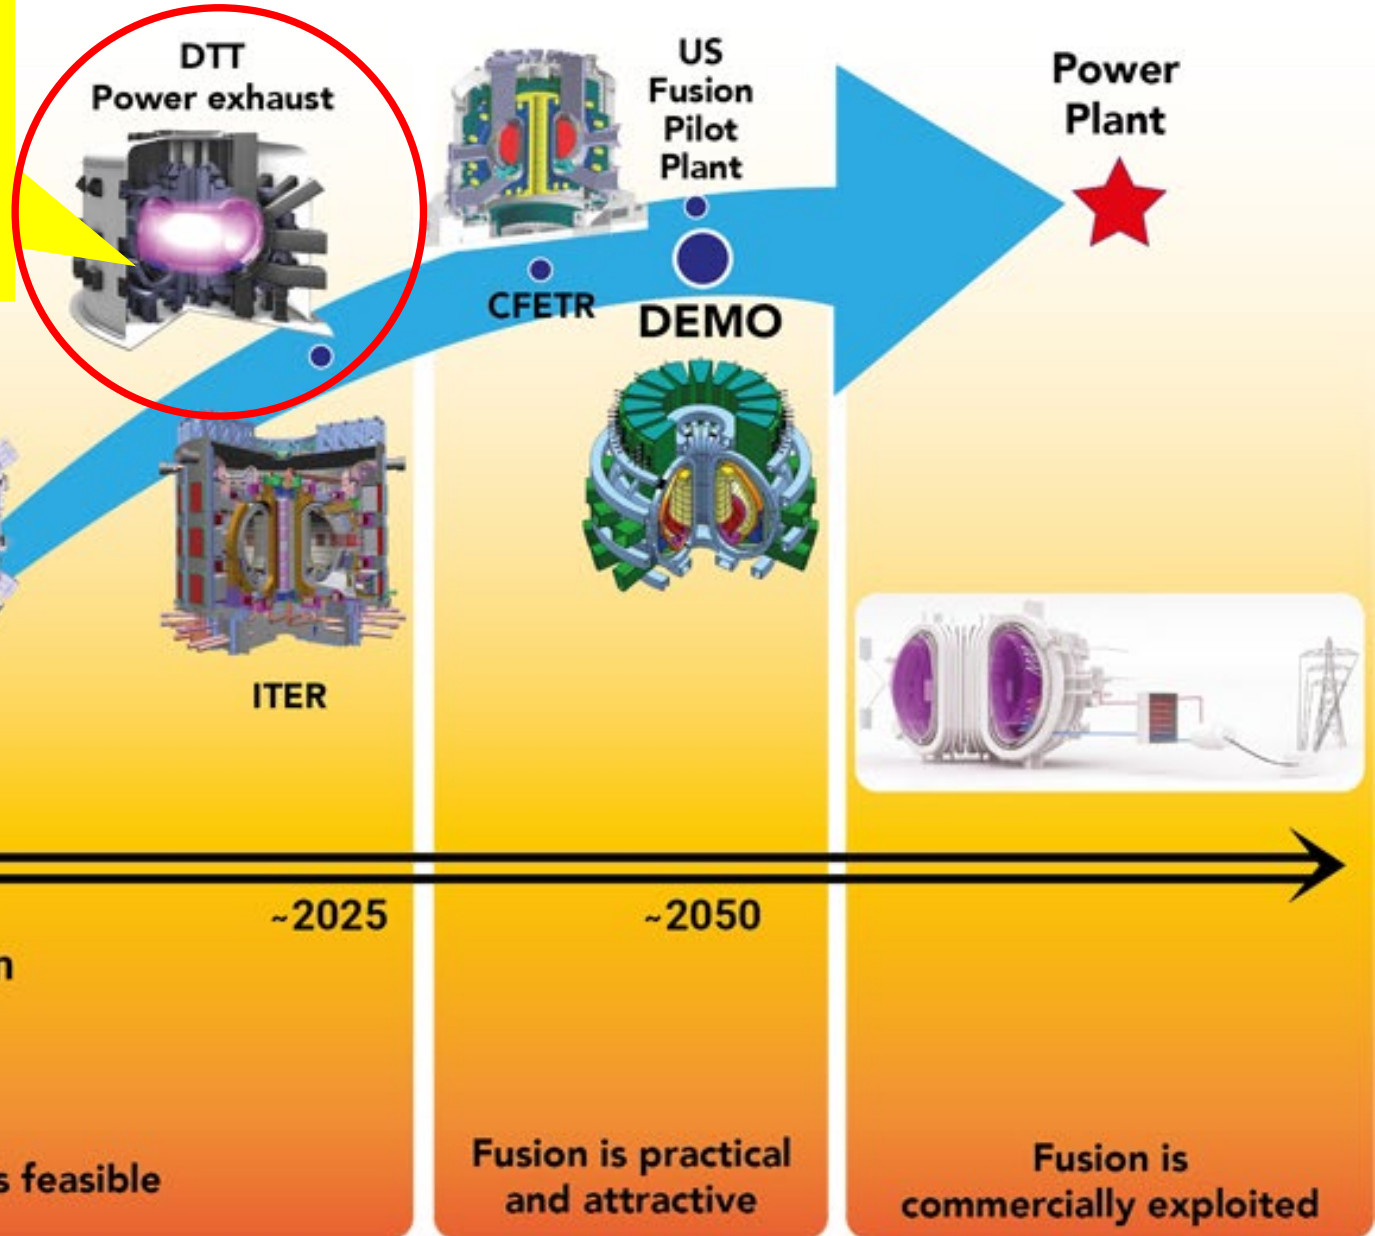 DTT
Power exhaust
US
Fusion
Pilot
Plant
Power
Plant
CFETR
DEMO
ITER
~2025
~2050
s feasible
Fusion is practical
and attractive
Fusion is
commercially exploited